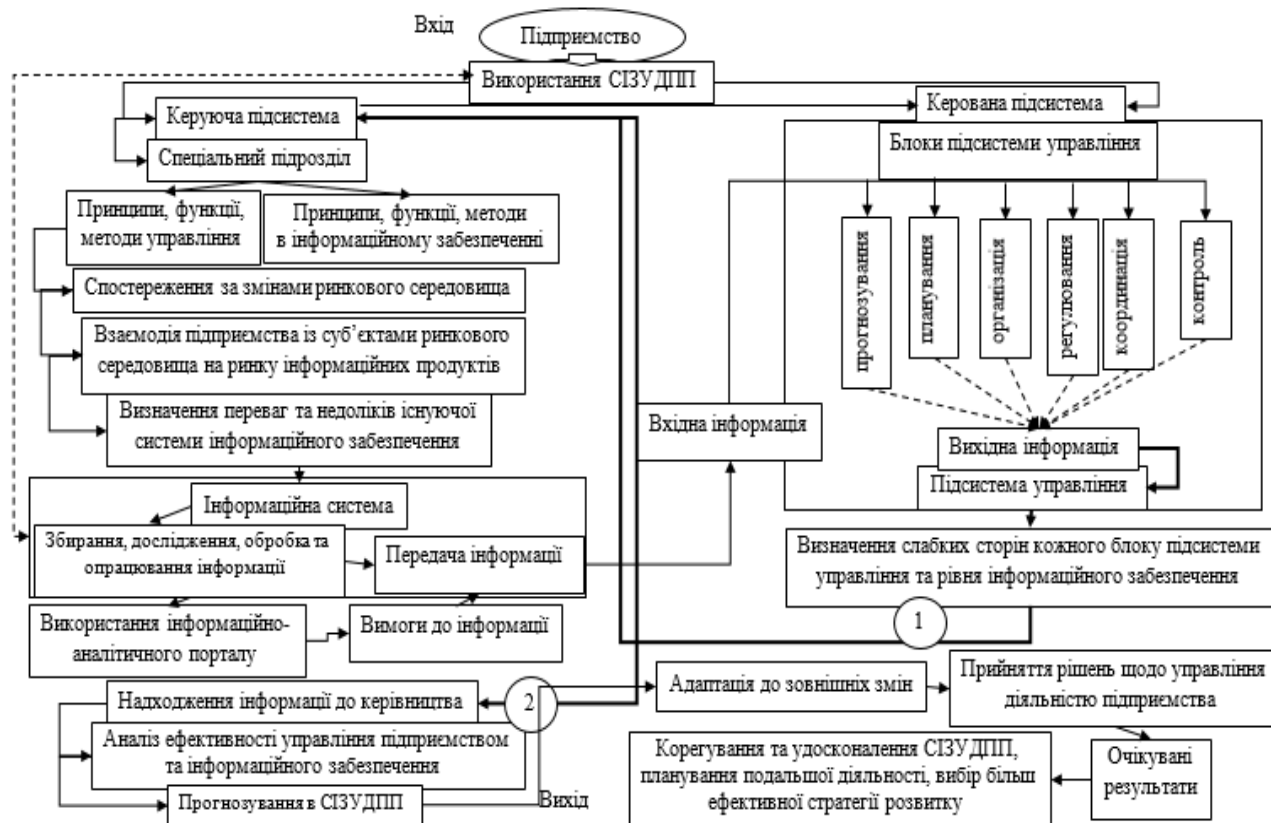 Вхід
Підприємство
Використання СІЗУДПП
Керуюча підсистема
Керована підсистема
Спеціальний підрозділ
Блоки підсистеми управління
Принципи, функції,
методи управління
Принципи, функції, методи
в інформаційному забезпеченні
прогнозування
планування
організація
регулювання
координація
контроль
Спостереження за змінами ринкового середовища
Взаємодія підприємства із суб’єктами ринкового
середовища на ринку інформаційних продуктів
Визначення переваг та недоліків існуючої
системи інформаційного забезпечення
Вхідна інформація
Вихідна інформація
Підсистема управління
Інформаційна система
Збирання, дослідження, обробка та
опрацювання інформації
Передача інформації
Визначення слабких сторін кожного блоку підсистеми
управління та рівня інформаційного забезпечення
Використання інформаційно-
аналітичного порталу
Вимоги до інформації
1
Надходження інформації до керівництва
2
Адаптація до зовнішніх змін
Прийняття рішень щодо управління
діяльністю підприємства
Аналіз ефективності управління підприємством
та інформаційного забезпечення
Прогнозування в СІЗУДПП
Вихід
Корегування та удосконалення СІЗУДПП,
планування подальшої діяльності, вибір більш
ефективної стратегії розвитку
Очікувані
результати